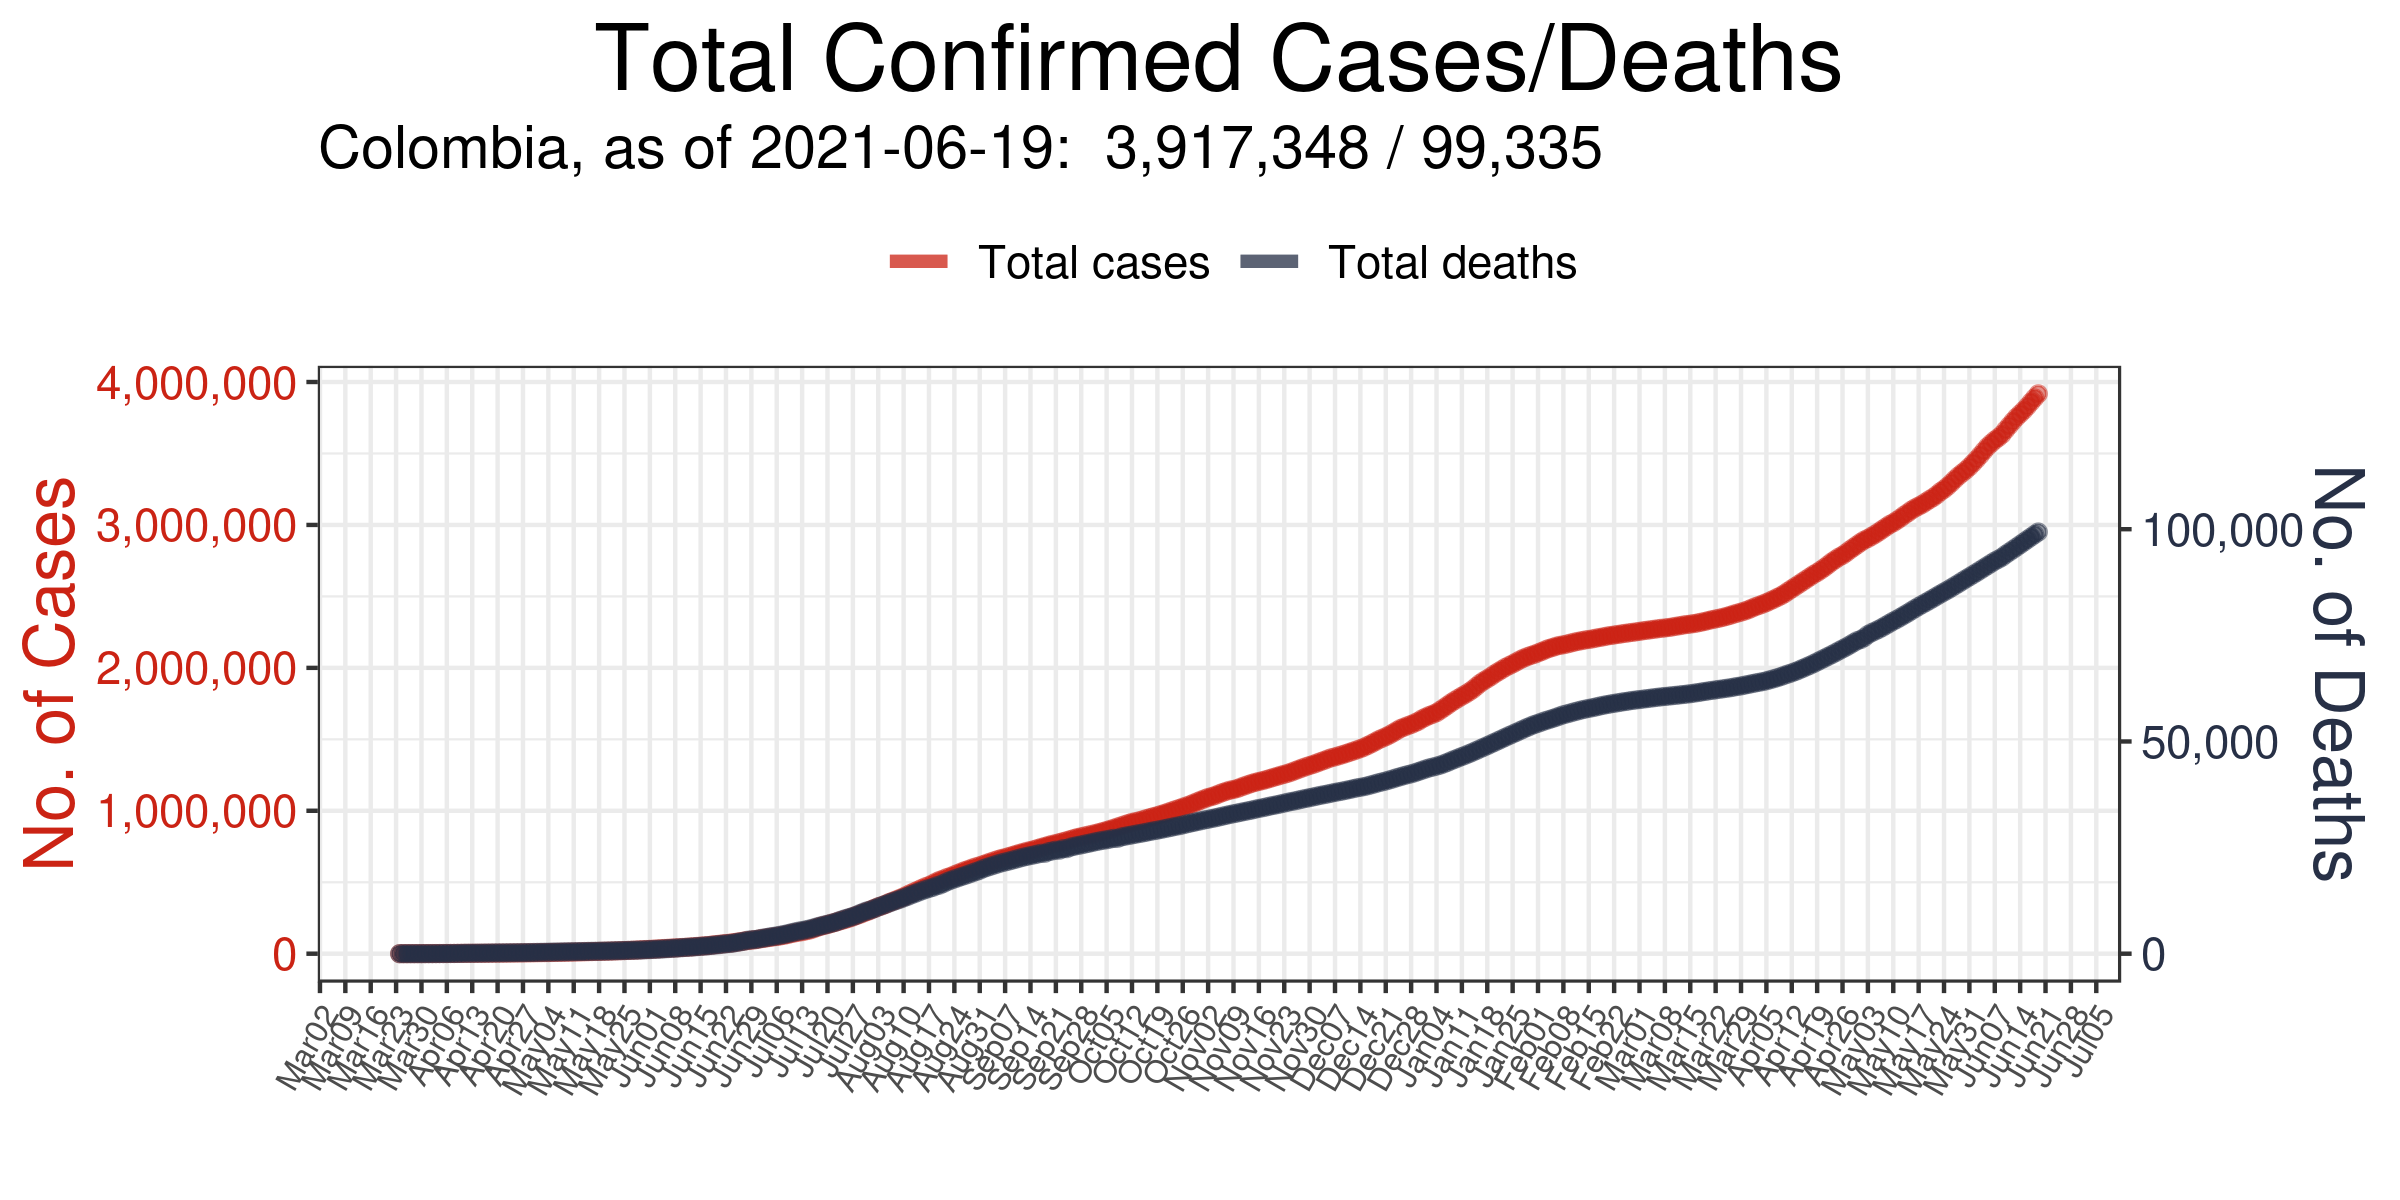 Total Confirmed Cases/Deaths
Colombia, as of 2021-06-19:  3,917,348 / 99,335
Total cases
Total deaths
No. of Cases
4,000,000
3,000,000
2,000,000
1,000,000
0
100,000
50,000
0
No. of Deaths
Mar02
Mar09
Mar16
Mar23
Mar30
Apr06
Apr13
Apr20
Apr27
May04
May11
May18
May25
Jun01
Jun08
Jun15
Jun22
Jun29
Jul06
Jul13
Jul20
Jul27
Aug03
Aug10
Aug17
Aug24
Aug31
Sep07
Sep14
Sep21
Sep28
Oct05
Oct12
Oct19
Oct26
Nov02
Nov09
Nov16
Nov23
Nov30
Dec07
Dec14
Dec21
Dec28
Jan04
Jan11
Jan18
Jan25
Feb01
Feb08
Feb15
Feb22
Mar01
Mar08
Mar15
Mar22
Mar29
Apr05
Apr12
Apr19
Apr26
May03
May10
May17
May24
May31
Jun07
Jun14
Jun21
Jun28
Jul05